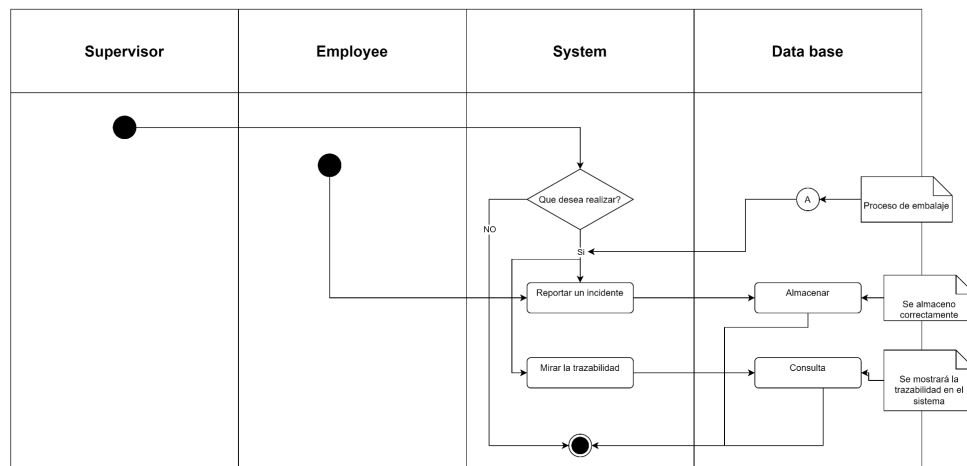 Supervisor
Employee
System
Data base
Que desea realizar?
A
Proceso de embalaje
NO
Si
Reportar un incidente
Almacenar
Se almaceno
correctamente
Mirar la trazabilidad
Consulta
Se mostrará la
trazabilidad en el
sistema